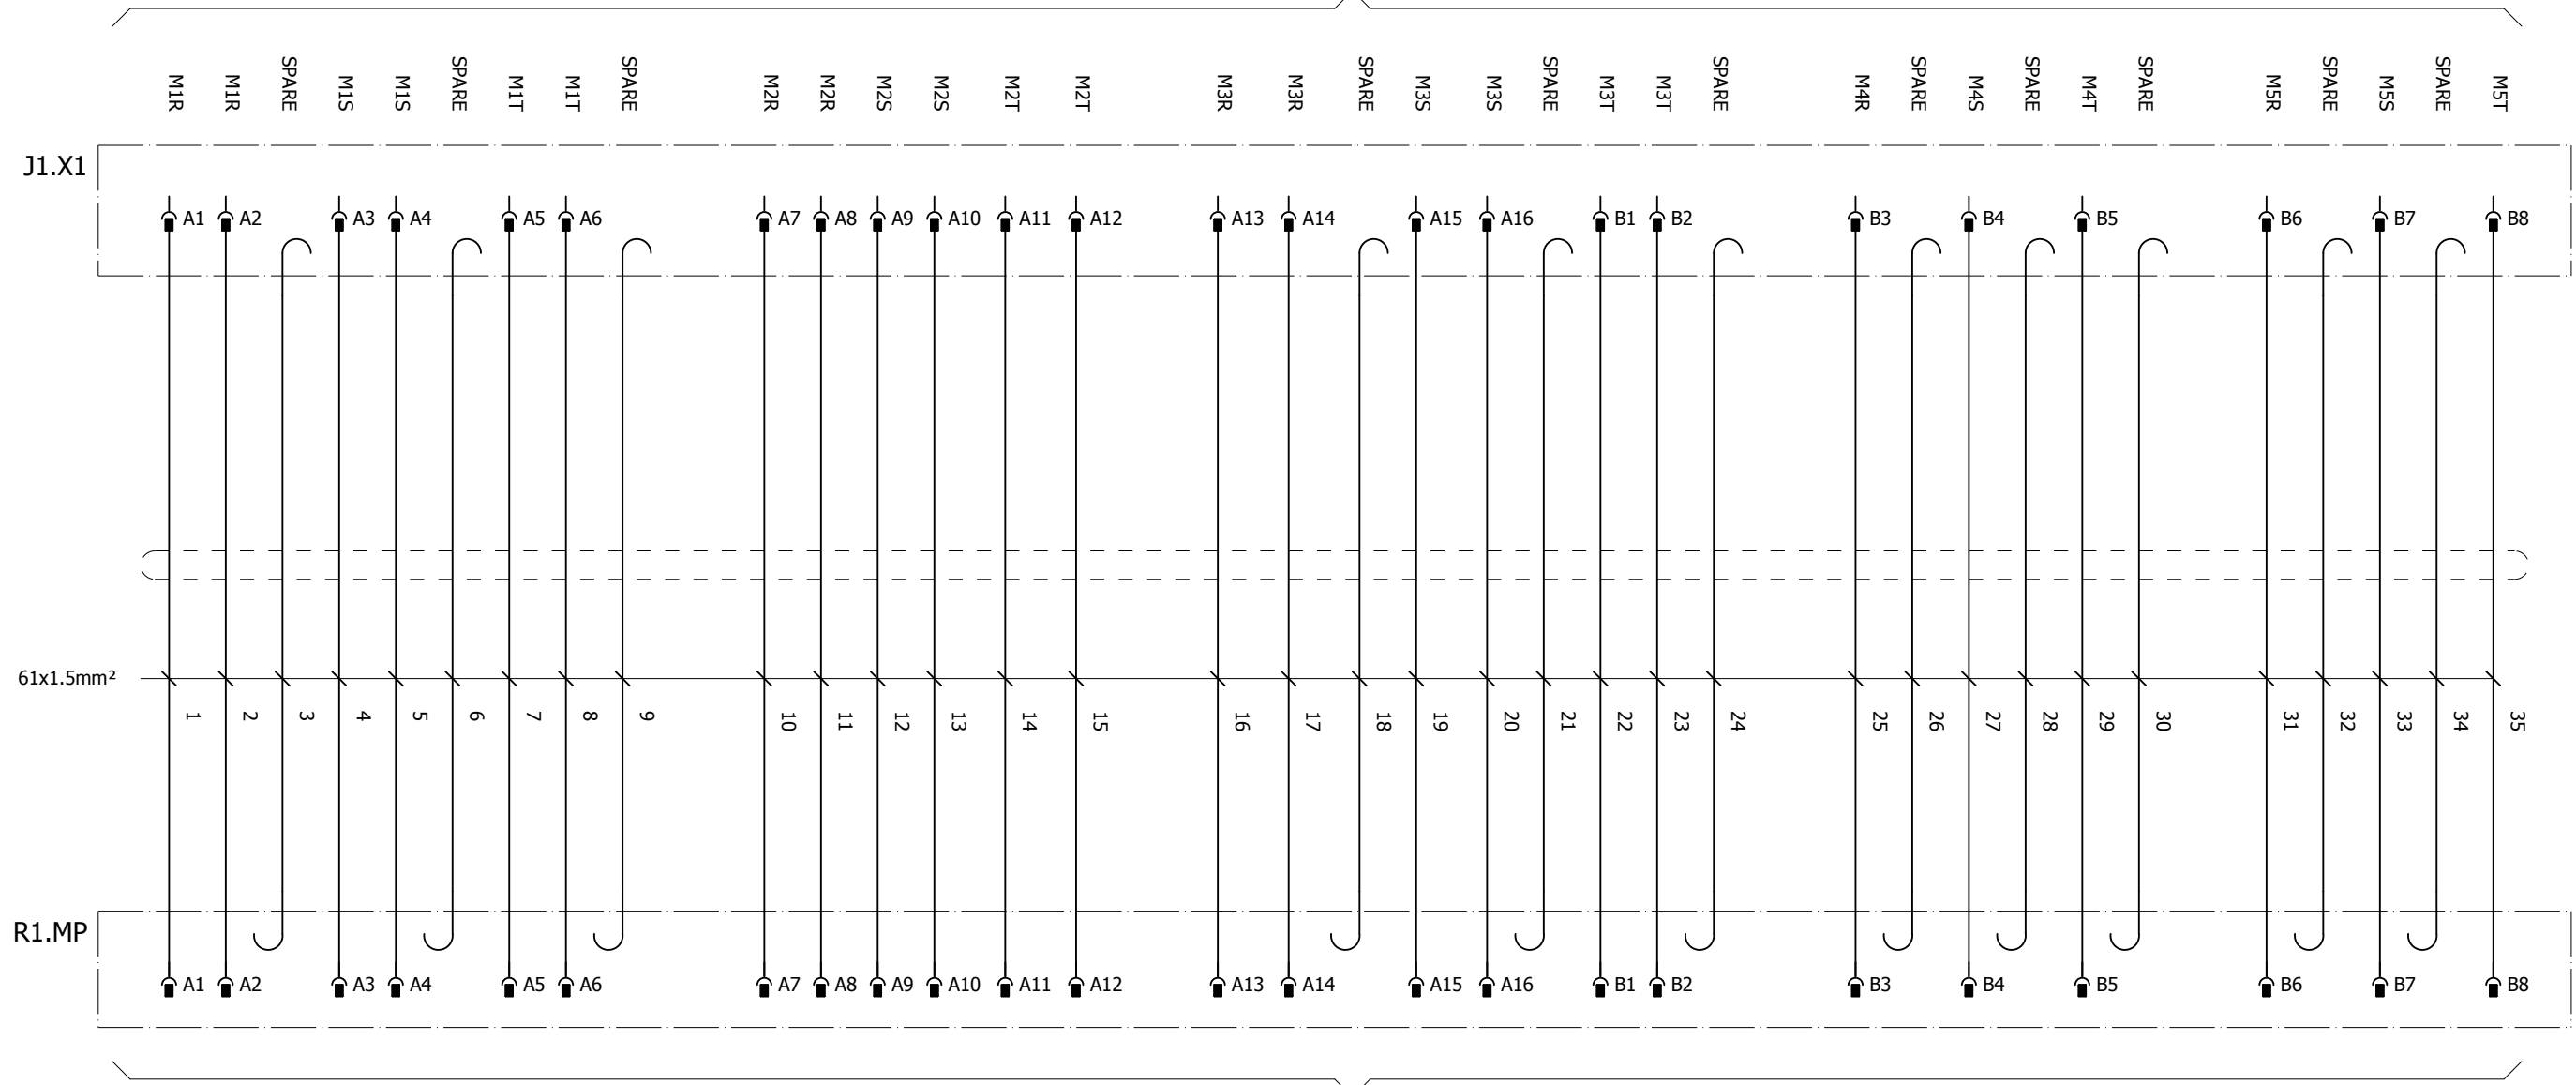 M1R M1R SPARE M1S M1S SPARE M1T M1T SPARE M2R M2R M2S M2S M2T M2T M3R M3R SPARE M3S M3S SPARE M3T M3T SPARE M4R SPARE M4S SPARE M4T SPARE M5R SPARE M5S SPARE M5T
J1.X1
A1 A2 A3 A4 A5 A6 A7 A8 A9 A10 A11 A12 A13 A14 A15 A16 B1 B2 B3 B4 B5 B6 B7 B8
61x1.5mm²
1 2 3 4 5 6 7 8 9 10 11 12 13 14 15 16 17 18 19 20 21 22 23 24 25 26 27 28 29 30 31 32 33 34 35
R1.MP
A1 A2 A3 A4 A5 A6 A7 A8 A9 A10 A11 A12 A13 A14 A15 A16 B1 B2 B3 B4 B5 B6 B7 B8